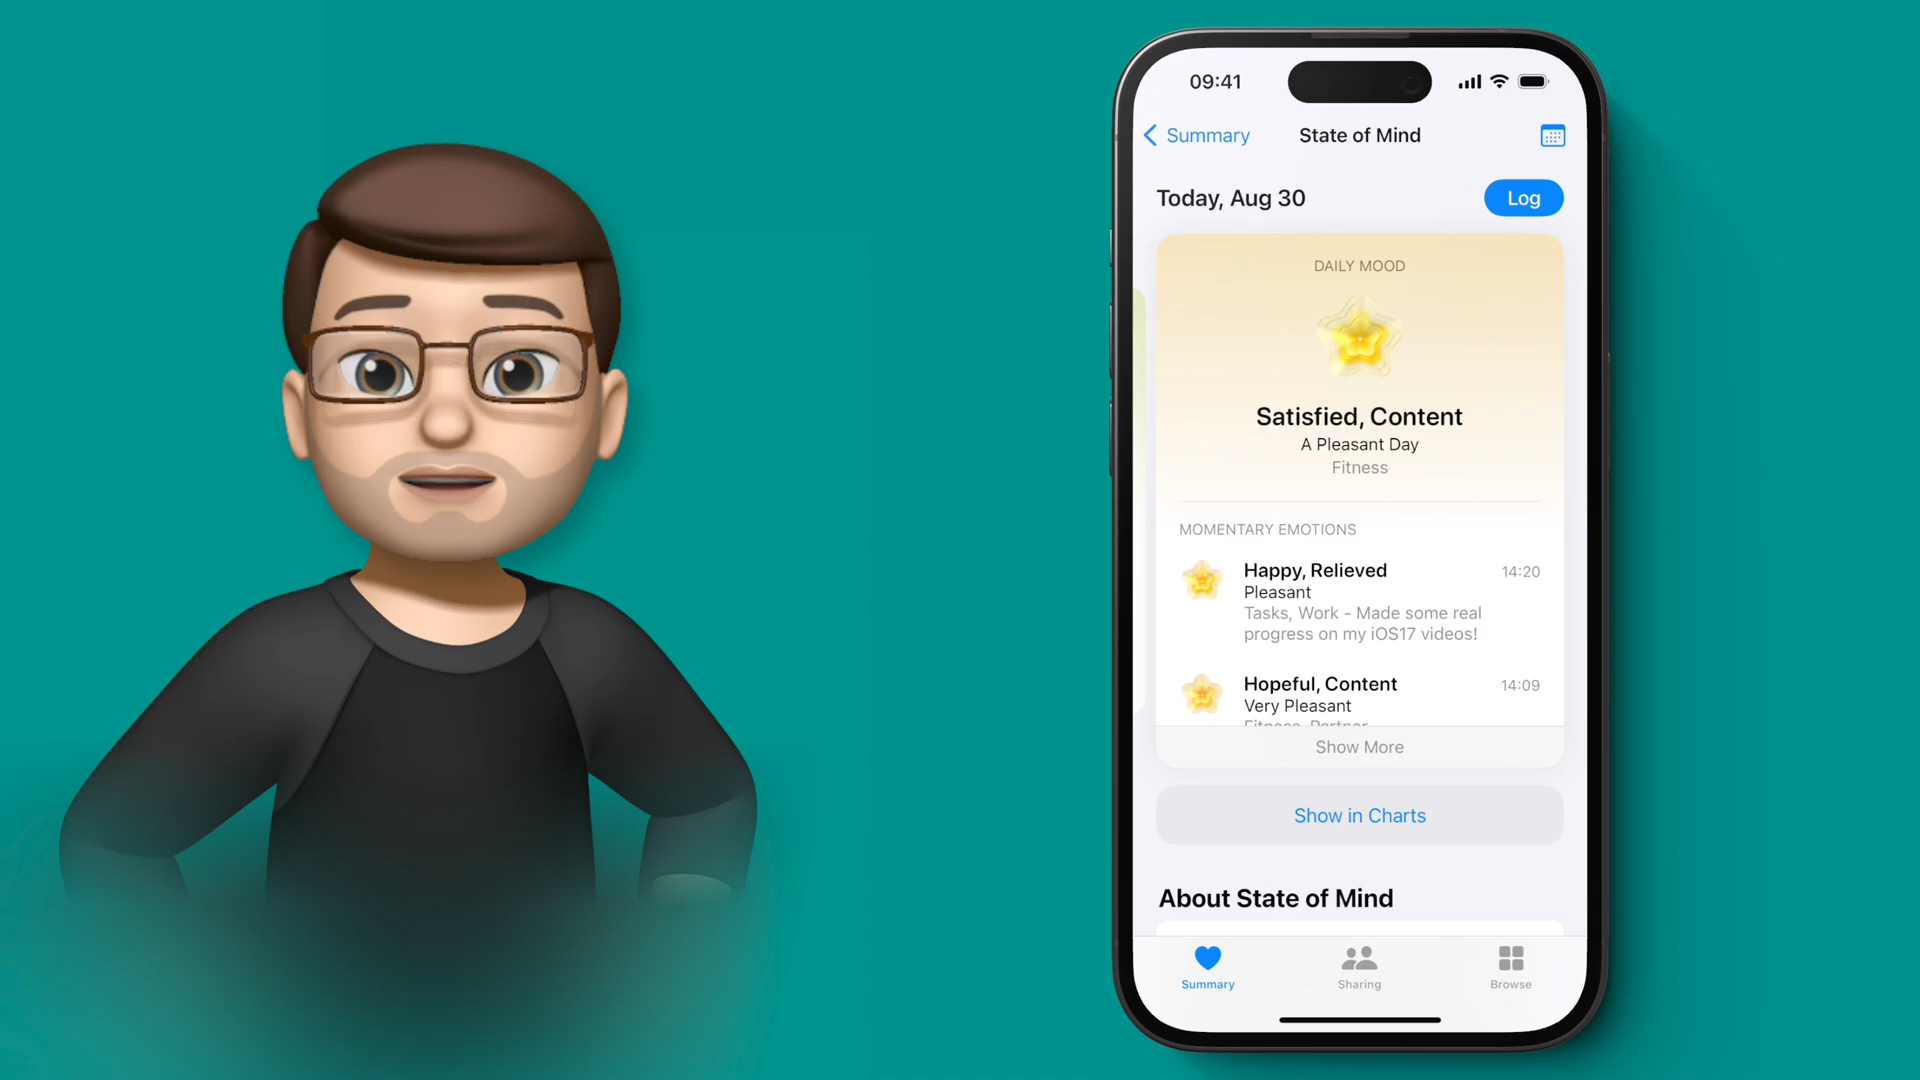 09:41
Summary
State of Mind
Today, Aug 30
Log
DAILY MOOD
Satisfied, Content
A Pleasant Day
Fitness
MOMENTARY EMOTIONS
Happy, Relieved
14:20
Pleasant
Tasks, Work - Made some real
progress on my iOS17 videos!
Hopeful, Content
14:09
Very Pleasant
Fitness, Partner
Show More
Show in Charts
About State of Mind
Summary
Sharing
Browse